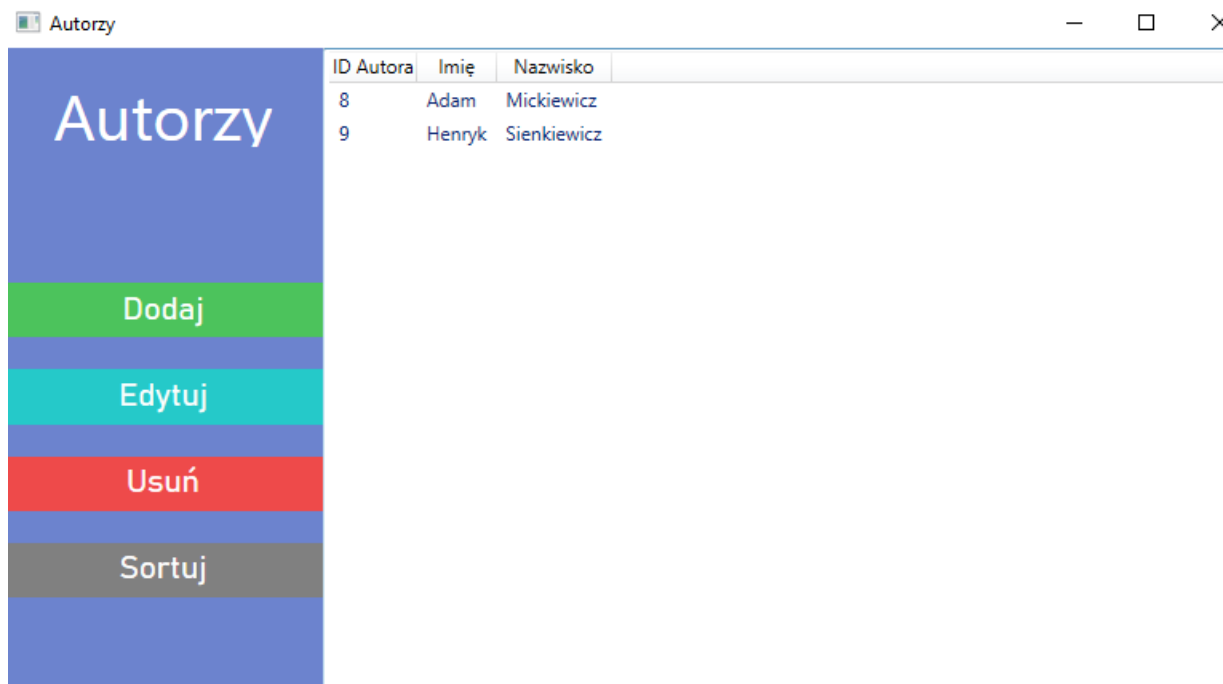 Autorzy
Autorzy
Dodaj
Edytuj
Usuń
Sortuj
ID Autora Imię Nazwisko
8 Adam Mickiewicz
9 Henryk Sienkiewicz